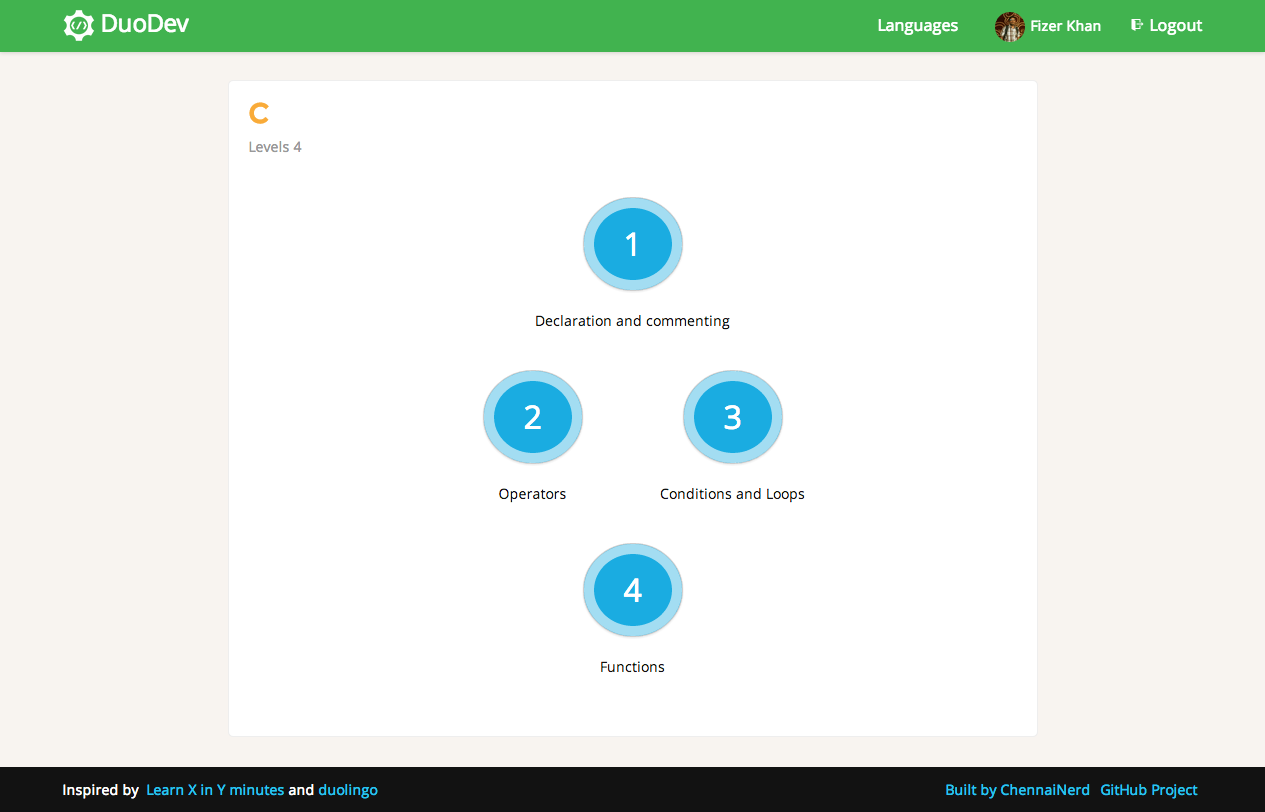 DuoDev Languages Fizer Khan Logout
C
Levels 4
1
Declaration and commenting
2 3
Operators Conditions and Loops
4
Functions
Inspired by Learn X in Y minutes and duolingo Built by ChennaiNerd GitHub Project